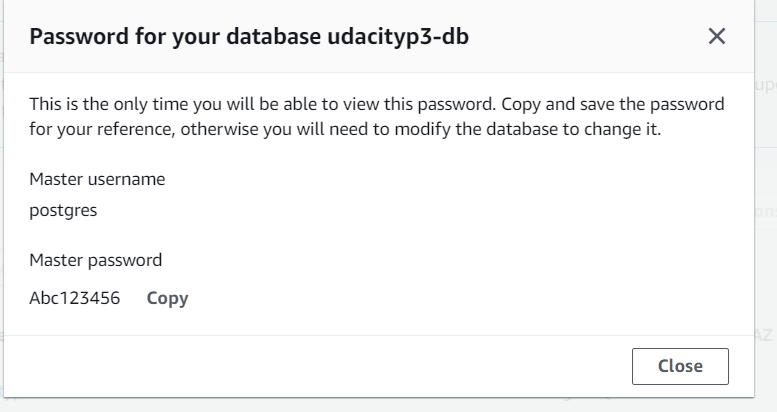 Password for your database udacityp3-db
This is the only time you will be able to view this password. Copy and save the password
for your reference, otherwise you will need to modify the database to change it.
Master username
postgres
Master password
Abc123456 Copy
Close